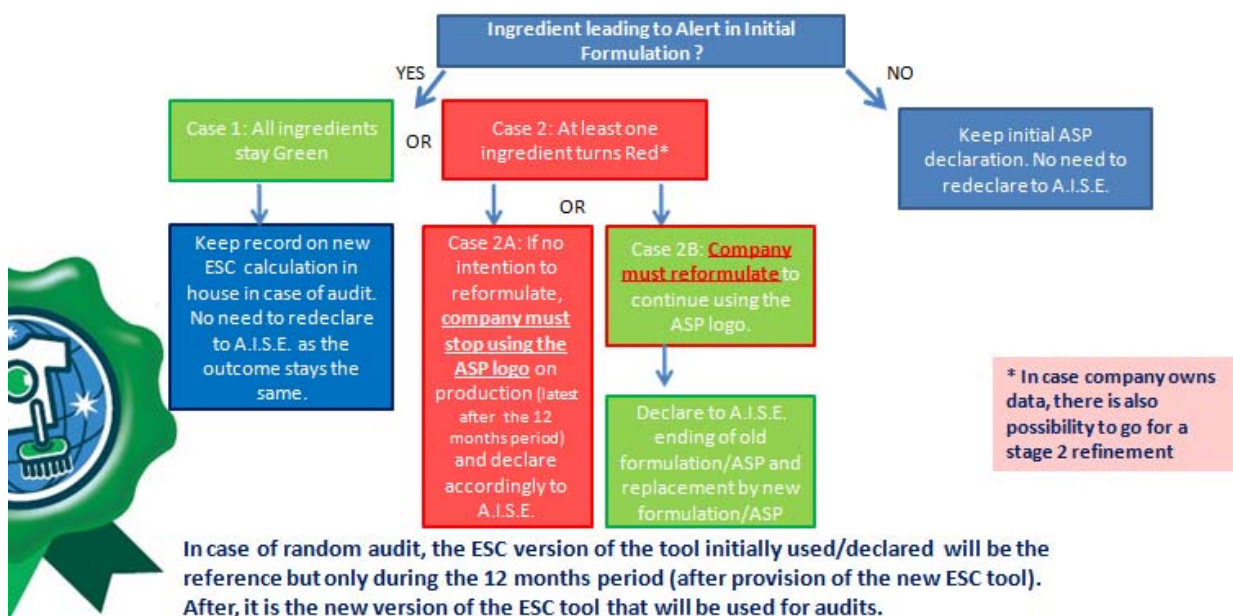 Ingredient leading to Alert in Initial
Formulation ?
YES
NO
Case 1: All ingredients
stay Green
OR
Case 2: At least one
ingredient turns Red*
Keep initial ASP
declaration. No need to
redeclare to A.I.S.E.
OR
Keep record on new
ESC calculation in
house in case of audit.
No need to redeclare
to A.I.S.E. as the
outcome stays the
same.
Case 2A: If no
intention to
reformulate,
company must
stop using the
ASP logo on
production (latest
after the 12
months period)
and declare
accordingly to
A.I.S.E.
Case 2B: Company
must reformulate to
continue using the
ASP logo.
Declare to A.I.S.E.
ending of old
formulation/ASP and
replacement by new
formulation/ASP
* In case company owns
data, there is also
possibility to go for a
stage 2 refinement
In case of random audit, the ESC version of the tool initially used/declared will be the
reference but only during the 12 months period (after provision of the new ESC tool).
After, it is the new version of the ESC tool that will be used for audits.